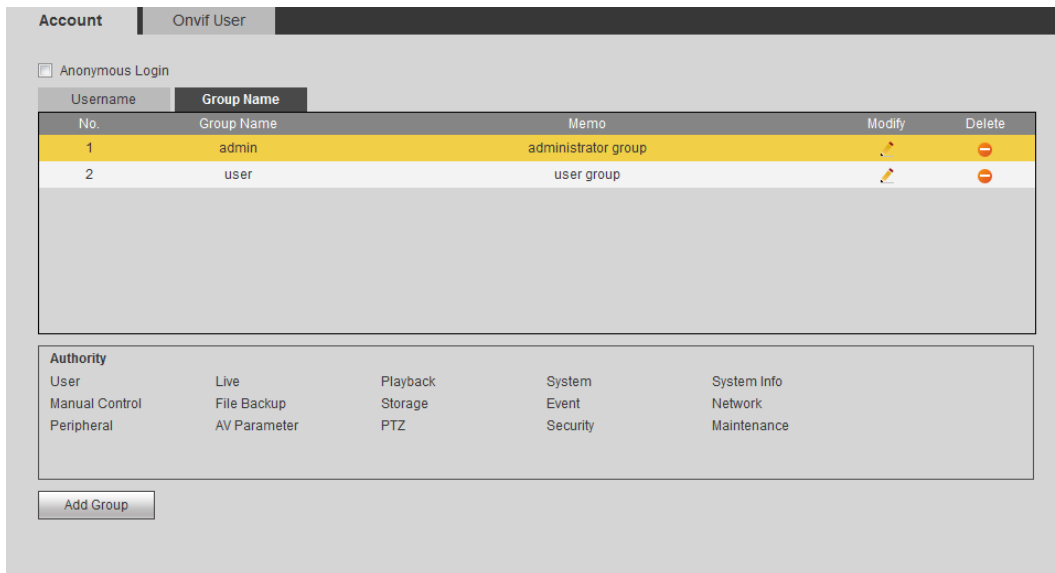 Account Onvif User
Anonymous Login
Username Group Name
No. Group Name Memo Modify Delete
1 admin administrator group
2 user user group
Authority
User Live Playback System System Info
Manual Control File Backup Storage Event Network
Peripheral AV Parameter PTZ Security Maintenance
Add Group